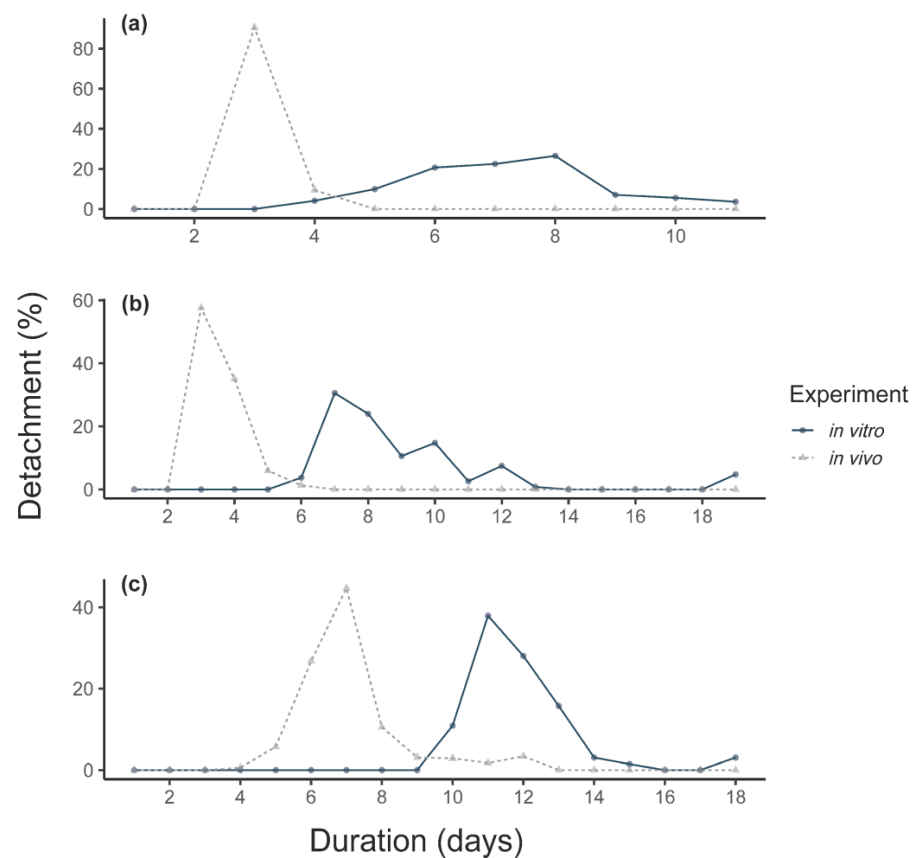 (a)
80
60
40
20
0
2 4 6 8 10
(b)
60
40
20
0
2 4 6 8 10 12 14 16 18
(c)
40
20
0
2 4 6 8 10 12 14 16 18
Detachment (%)
Duration (days)
Experiment
in vitro
in vivo